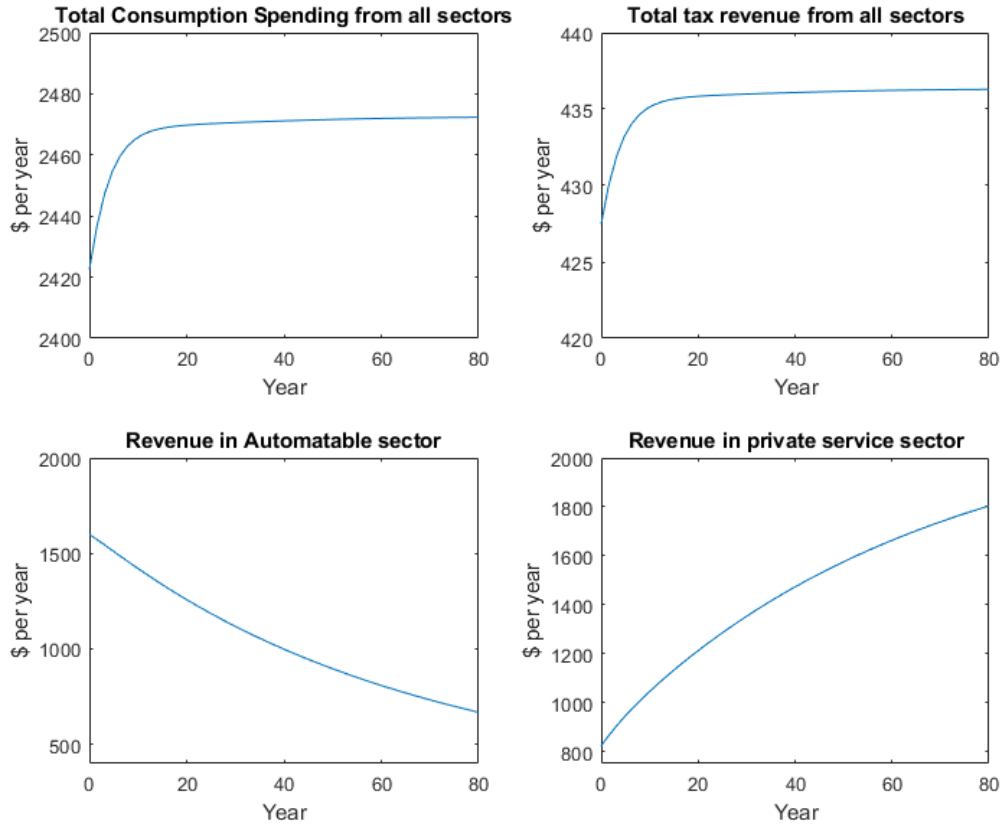 Total Consumption Spending from all sectors
2500
2480
2460
2440
2420
2400
$ per year
0 20 40 60 80
Year
Total tax revenue from all sectors
440
435
430
425
420
$ per year
0 20 40 60 80
Year
Revenue in Automatable sector
2000
1500
1000
500
$ per year
0 20 40 60 80
Year
Revenue in private service sector
2000
1800
1600
1400
1200
1000
800
$ per year
0 20 40 60 80
Year